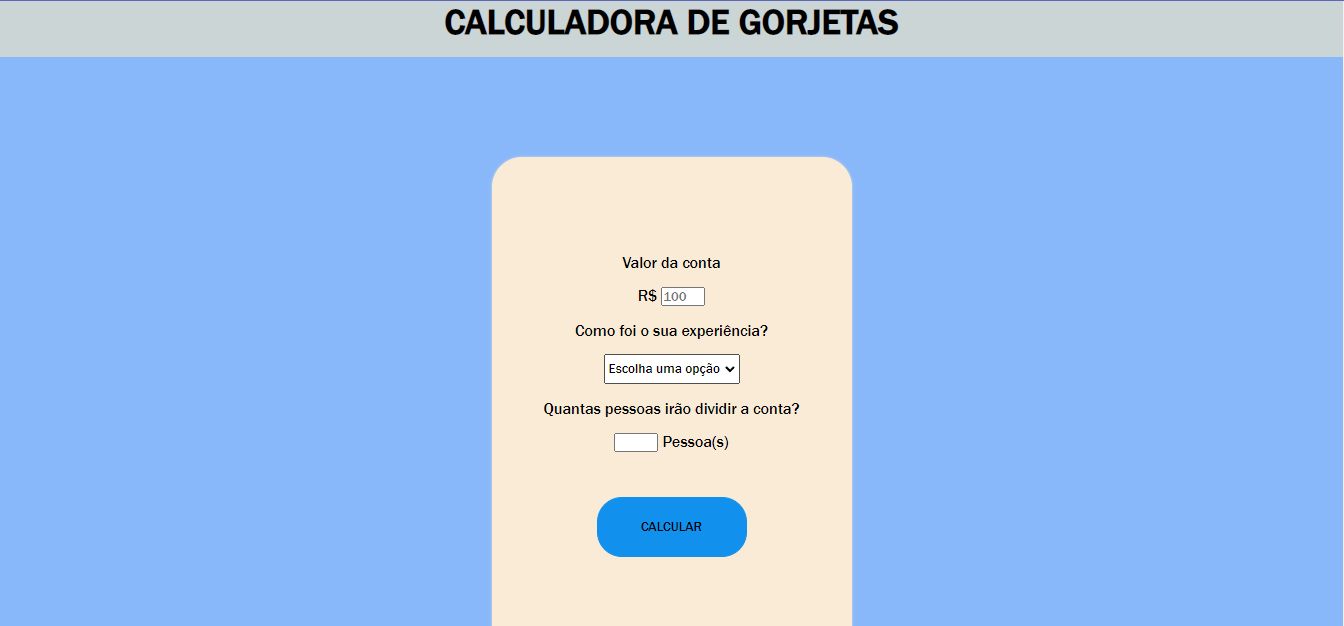 CALCULADORA DE GORJETAS
Valor da conta
R$ 100
Como foi o sua experiência?
Escolha uma opção
Quantas pessoas irão dividir a conta?
Pessoa(s)
CALCULAR